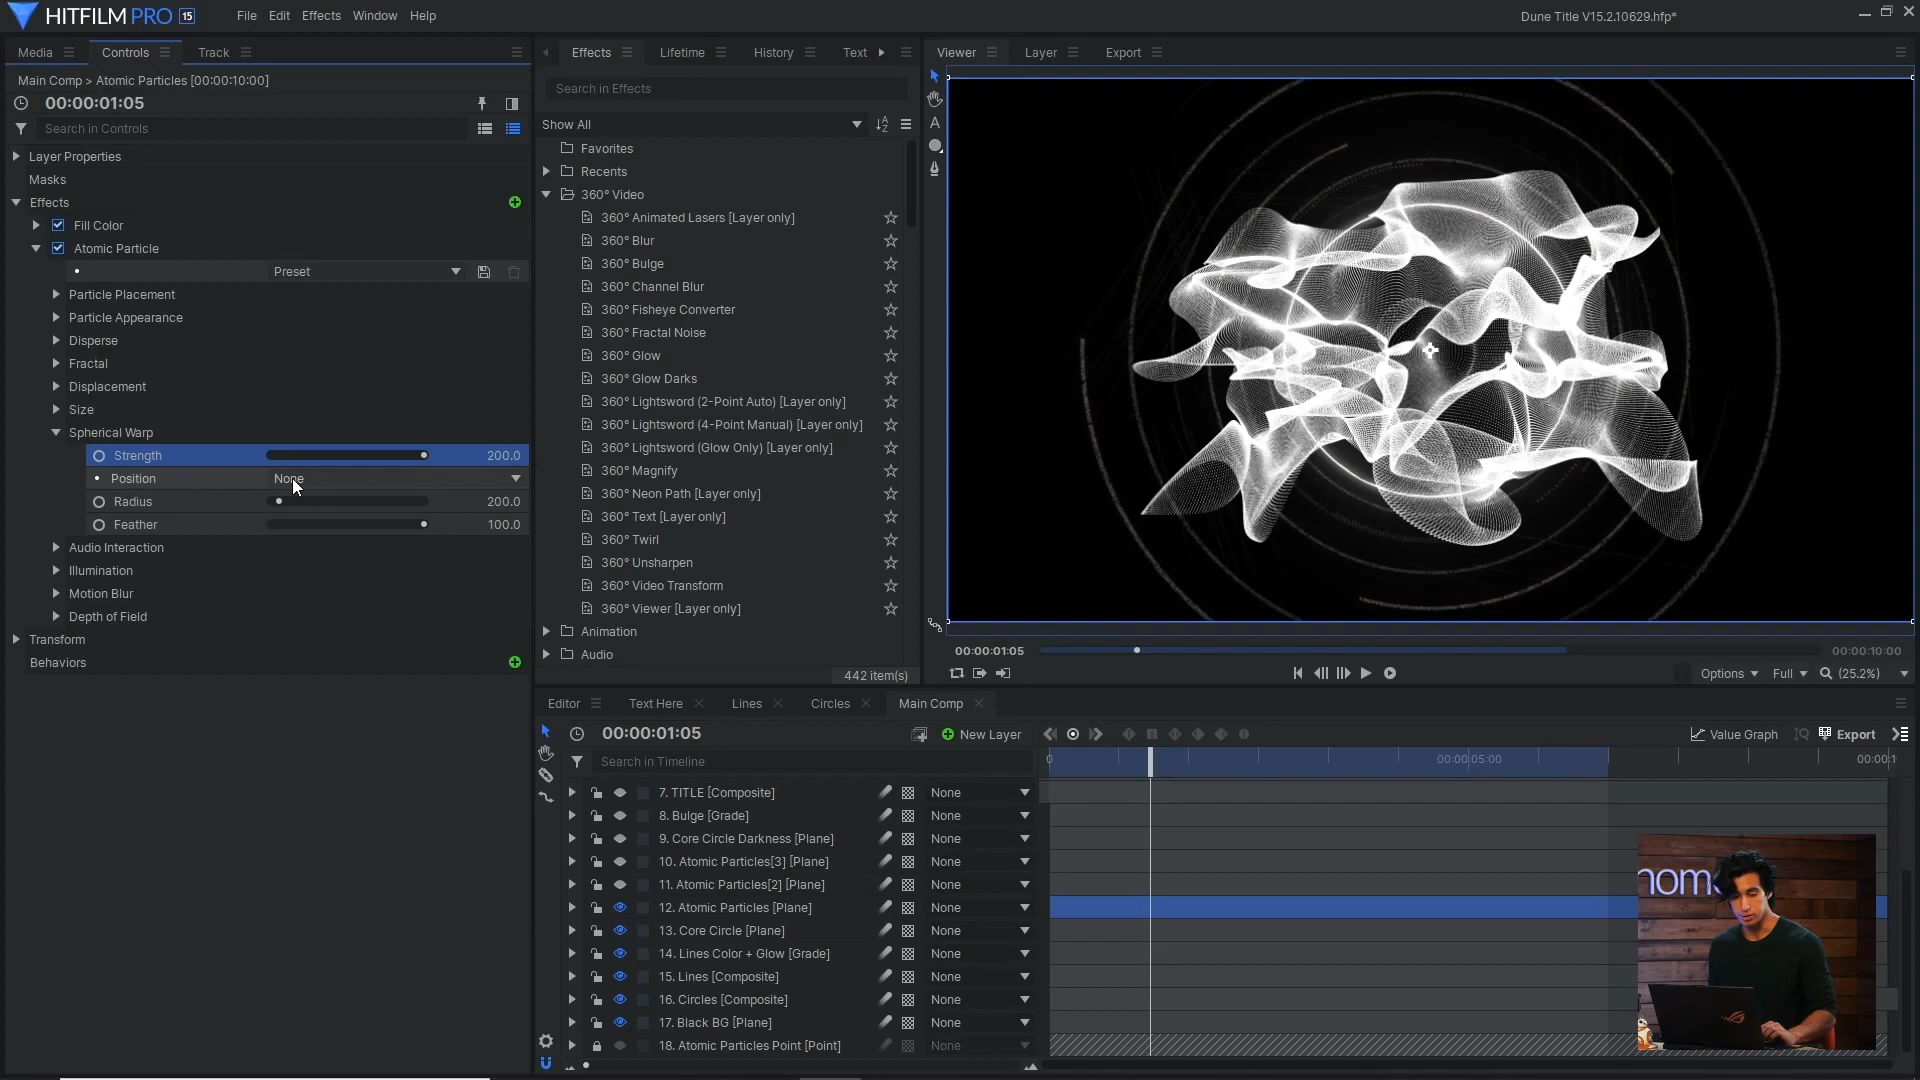 HITFILM PRO 15
File Edit Effects Window Help
Dune Title V15.2.10629.hfp*
Media Controls Track
Main Comp > Atomic Particles [00:00:10:00]
00:00:01:05
Search in Controls
Layer Properties
Masks
Effects
Fill Color
Atomic Particle
Preset
Particle Placement
Particle Appearance
Disperse
Fractal
Displacement
Size
Spherical Warp
Strength 200.0
Position None
Radius 200.0
Feather 100.0
Audio Interaction
Illumination
Motion Blur
Depth of Field
Transform
Behaviors
Effects Lifetime History Text
Search in Effects
Show All
Favorites
Recents
360° Video
360° Animated Lasers [Layer only]
360° Blur
360° Bulge
360° Channel Blur
360° Fisheye Converter
360° Fractal Noise
360° Glow
360° Glow Darks
360° Lightsword (2-Point Auto) [Layer only]
360° Lightsword (4-Point Manual) [Layer only]
360° Lightsword (Glow Only) [Layer only]
360° Magnify
360° Neon Path [Layer only]
360° Text [Layer only]
360° Twirl
360° Unsharpen
360° Video Transform
360° Viewer [Layer only]
Animation
Audio
442 item(s)
Viewer Layer Export
A
00:00:01:05 00:00:10:00
Options Full (25.2%)
Editor Text Here Lines Circles Main Comp
00:00:01:05 New Layer Value Graph Export
Search in Timeline
0 00:00:05:00 00:00:1
7. TITLE [Composite] None
8. Bulge [Grade] None
9. Core Circle Darkness [Plane] None
10. Atomic Particles[3] [Plane] None
11. Atomic Particles[2] [Plane] None
12. Atomic Particles [Plane] None
13. Core Circle [Plane] None
14. Lines Color + Glow [Grade] None
15. Lines [Composite] None
16. Circles [Composite] None
17. Black BG [Plane] None
18. Atomic Particles Point [Point] None